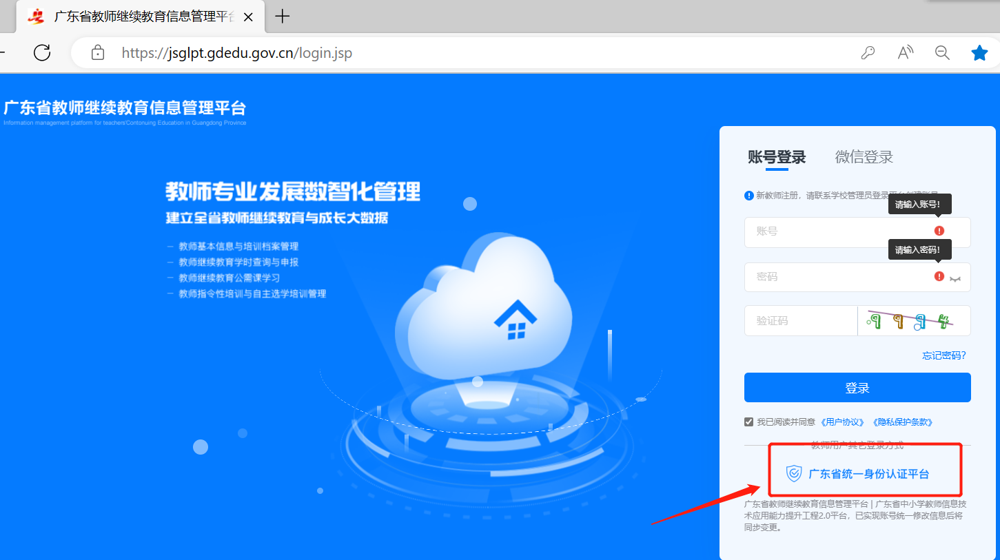 广东省教师继续教育信息管理平台
https://jsglpt.gdedu.gov.cn/login.jsp
广东省教师继续教育信息管理平台
Information management platform for teachers'Contonuing Education in Guangdong Province
账号登录 微信登录
教师专业发展数智化管理
建立全省教师继续教育与成长大数据
新教师注册，请联系学校管理员登录平台创建账号
请输入账号!
账号
一 教师基本信息与培训档案管理
一 教师继续教育学时查询与申报
一 教师继续教育公需课学习
一 教师指令性培训与自主选学培训管理
请输入密码!
密码
验证码 9 9 9 4
忘记密码?
登录
我已阅读并同意《用户协议》《隐私保护条款》
教师用户其它登录方式
广东省统一身份认证平台
广东省教师继续教育信息管理平台 | 广东省中小学教师信息技
术应用能力提升工程2.0平台，已实现账号统一修改信息后将
同步变更。